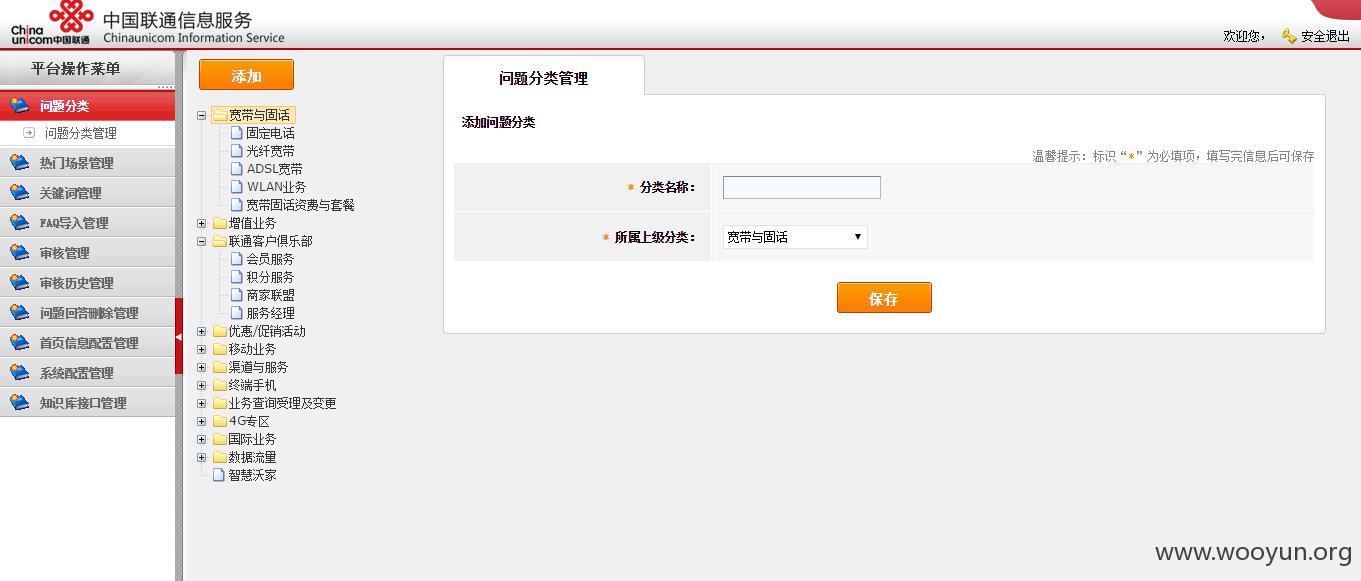 China
unicom中国联通
中国联通信息服务
Chinaunicom Information Service
欢迎您，
安全退出
平台操作菜单
问题分类
问题分类管理
热门场景管理
关键词管理
FAQ导入管理
审核管理
审核历史管理
问题回答删除管理
首页信息配置管理
系统配置管理
知识库接口管理
添加
宽带与固话
固定电话
光纤宽带
ADSL宽带
WLAN业务
宽带固话资费与套餐
增值业务
联通客户俱乐部
会员服务
积分服务
商家联盟
服务经理
优惠/促销活动
移动业务
渠道与服务
终端手机
业务查询受理及变更
4G专区
国际业务
数据流量
智慧沃家
问题分类管理
添加问题分类
温馨提示：标识“*”为必填项，填写完信息后可保存
* 分类名称：
* 所属上级分类：
宽带与固话
保存
www.wooyun.org